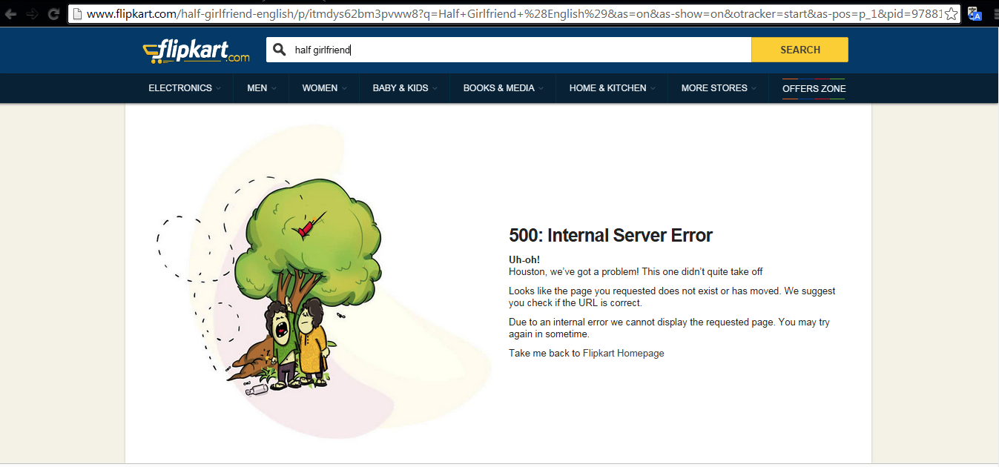 www.flipkart.com/half-girlfriend-english/p/itmdys62bm3pvww8?q=Half+Girlfriend+%28English%29&as=on&as-show=on&otracker=start&as-pos=p_1&pid=97881
flipkart.com
half girlfriend
SEARCH
ELECTRONICS MEN WOMEN BABY & KIDS BOOKS & MEDIA HOME & KITCHEN MORE STORES OFFERS ZONE
500: Internal Server Error
Uh-oh!
Houston, we've got a problem! This one didn't quite take off
Looks like the page you requested does not exist or has moved. We suggest
you check if the URL is correct.
Due to an internal error we cannot display the requested page. You may try
again in sometime.
Take me back to Flipkart Homepage